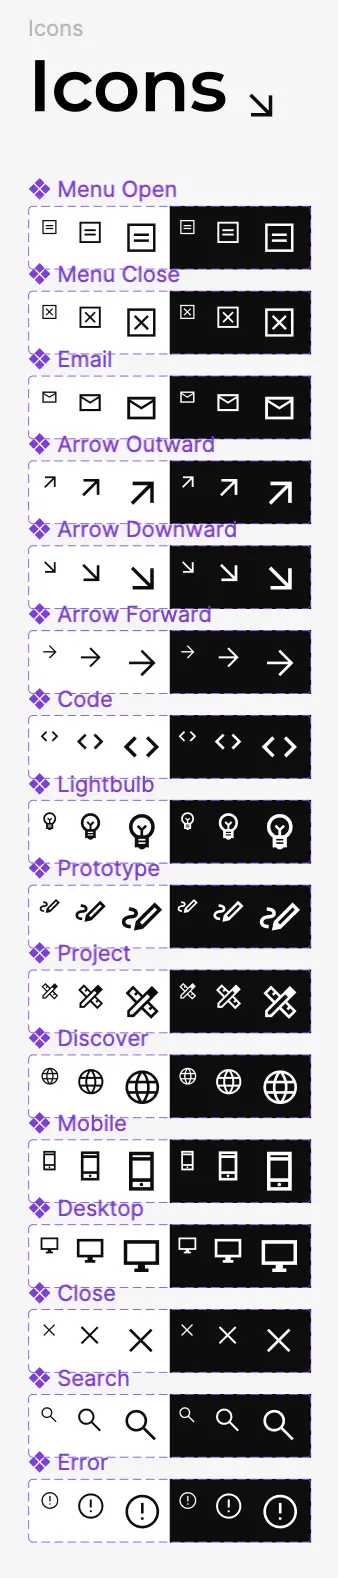 Icons
Icons
Menu Open
Menu Close
Email
Arrow Outward
Arrow Downward
Arrow Forward
Code
Lightbulb
Prototype
Project
Discover
Mobile
Desktop
Close
Search
Error